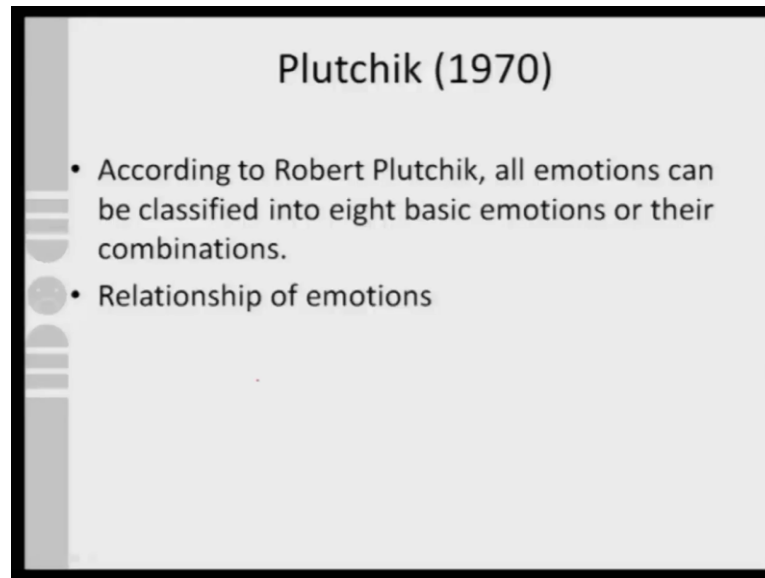 Plutchik (1970)
• According to Robert Plutchik, all emotions can
be classified into eight basic emotions or their
combinations.
• Relationship of emotions